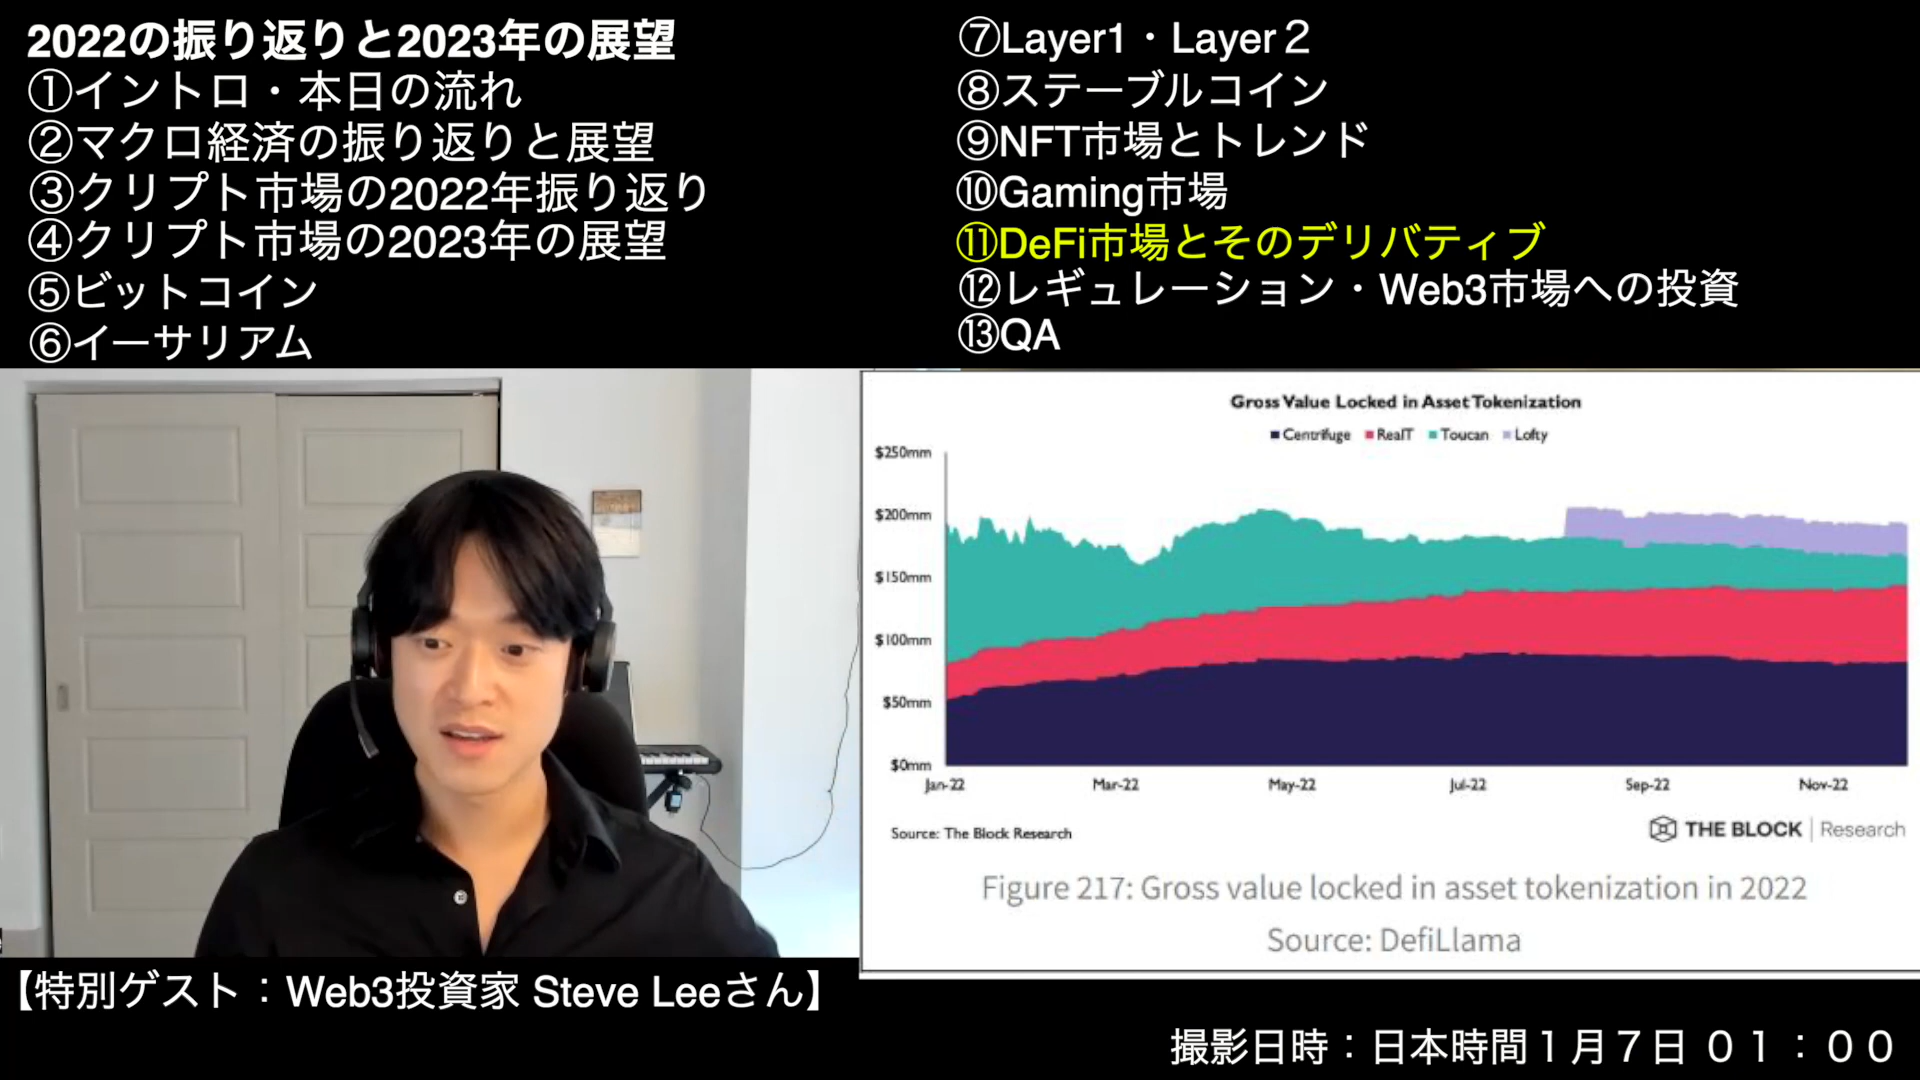 2022の振り返りと2023年の展望
①イントロ・本日の流れ
②マクロ経済の振り返りと展望
③クリプト市場の2022年振り返り
④クリプト市場の2023年の展望
⑤ビットコイン
⑥イーサリアム
⑦Layer1・Layer２
⑧ステーブルコイン
⑨NFT市場とトレンド
⑩Gaming市場
⑪DeFi市場とそのデリバティブ
⑫レギュレーション・Web3市場への投資
⑬QA
Gross Value Locked in Asset Tokenization
Centrifuge RealT Toucan Lofty
$250mm
$200mm
$150mm
$100mm
$50mm
$0mm
Jan-22 Mar-22 May-22 Jul-22 Sep-22 Nov-22
Source: The Block Research
THE BLOCK Research
Figure 217: Gross value locked in asset tokenization in 2022
Source: DefiLlama
【特別ゲスト：Web3投資家 Steve Leeさん】
撮影日時：日本時間１月７日 ０１：００